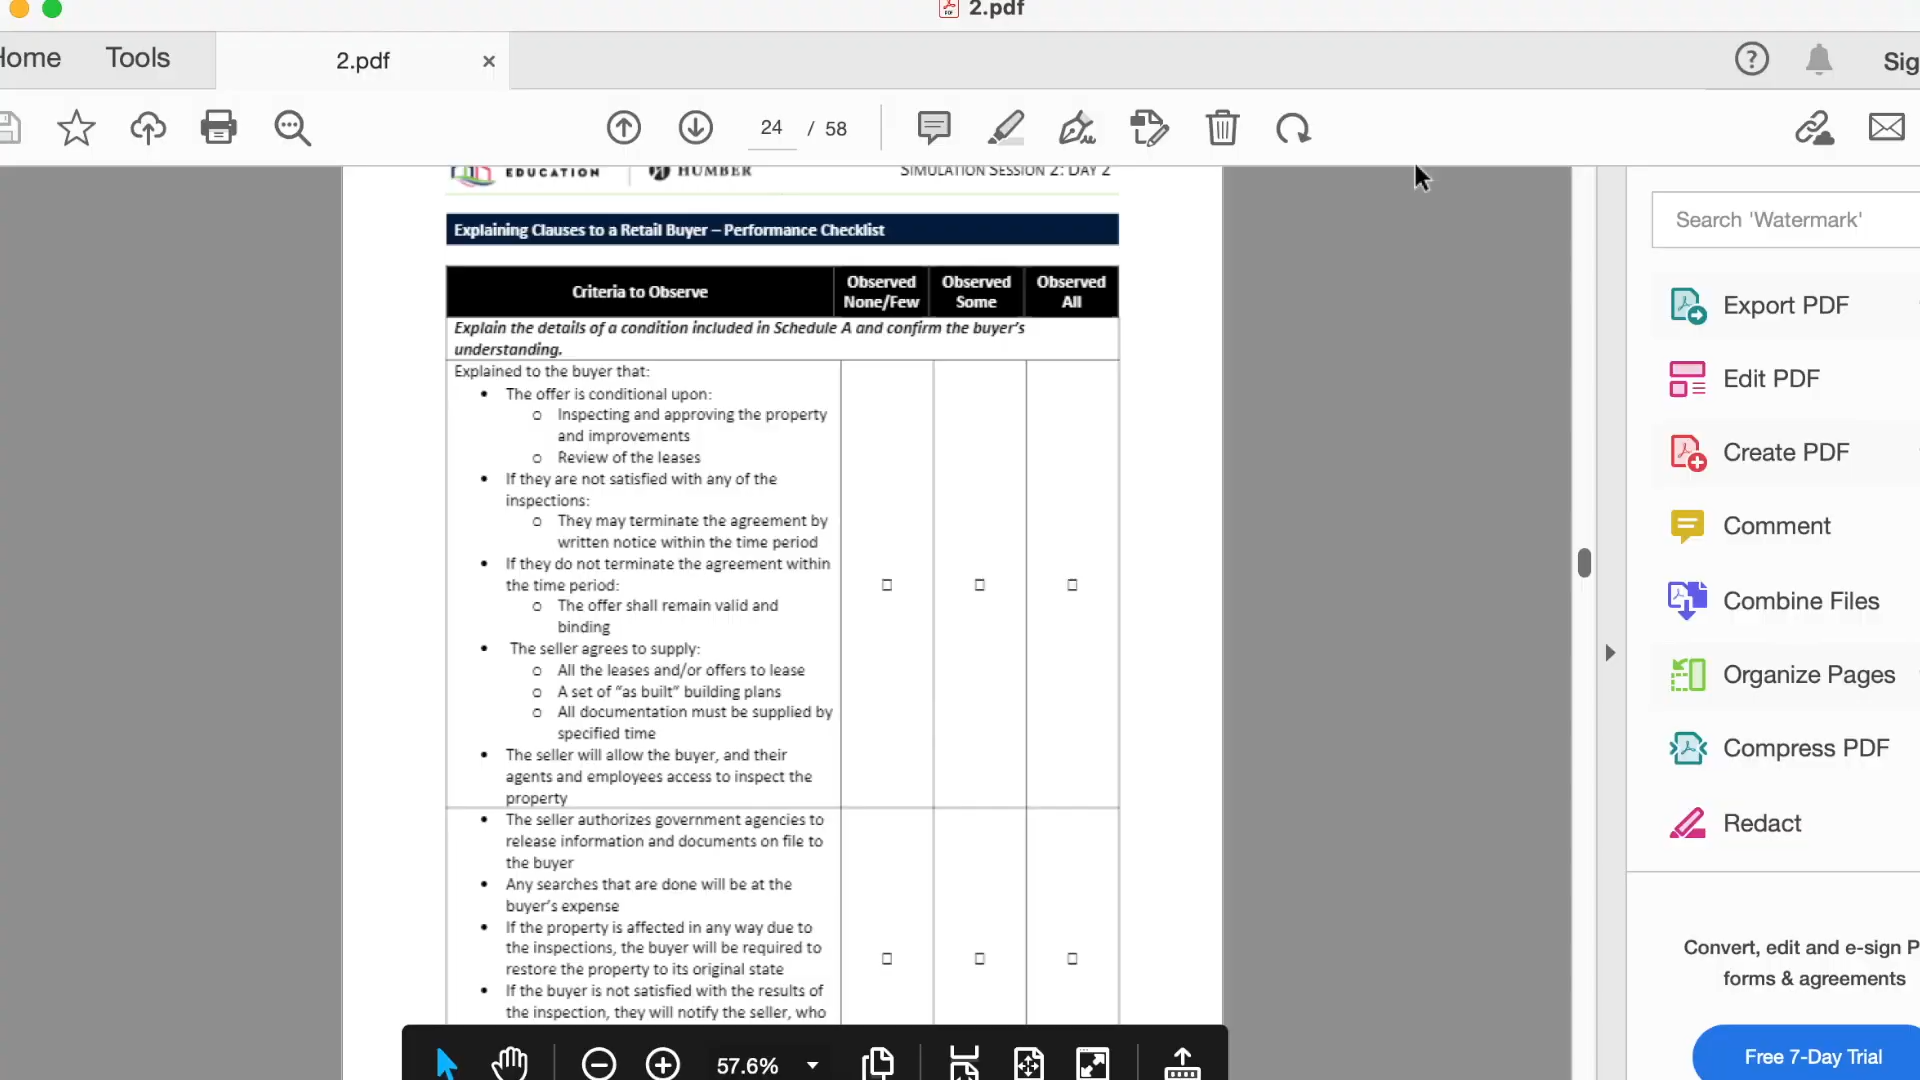 2.pdf
Home
Tools
2.pdf
Sig
24 / 58
EDUCATION
HUMBER
SIMULATION SESSION 2: DAY 2
Explaining Clauses to a Retail Buyer – Performance Checklist
Criteria to Observe
Observed None/Few
Observed Some
Observed All
Explain the details of a condition included in Schedule A and confirm the buyer's
understanding.
Explained to the buyer that:
• The offer is conditional upon:
o Inspecting and approving the property
and improvements
o Review of the leases
• If they are not satisfied with any of the
inspections:
o They may terminate the agreement by
written notice within the time period
• If they do not terminate the agreement within
the time period:
o The offer shall remain valid and
binding
• The seller agrees to supply:
o All the leases and/or offers to lease
o A set of “as built” building plans
o All documentation must be supplied by
specified time
• The seller will allow the buyer, and their
agents and employees access to inspect the
property
• The seller authorizes government agencies to
release information and documents on file to
the buyer
• Any searches that are done will be at the
buyer's expense
• If the property is affected in any way due to
the inspections, the buyer will be required to
restore the property to its original state
• If the buyer is not satisfied with the results of
the inspection, they will notify the seller, who
57.6%
Search 'Watermark'
Export PDF
Edit PDF
Create PDF
Comment
Combine Files
Organize Pages
Compress PDF
Redact
Convert, edit and e-sign P
forms & agreements
Free 7-Day Trial